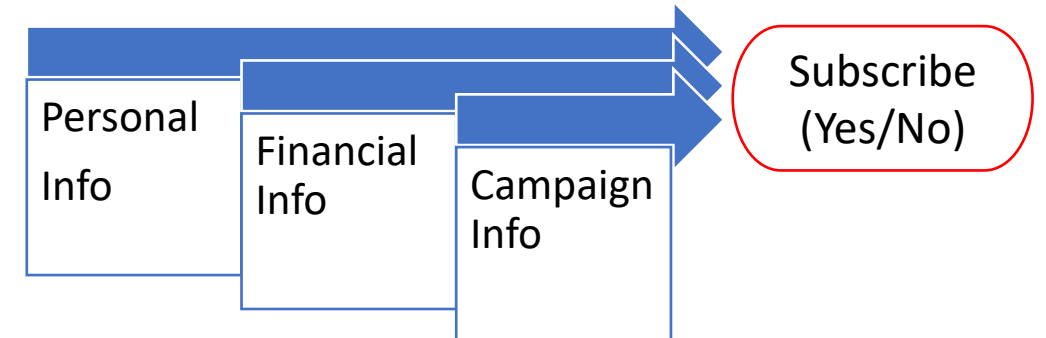 Personal
Info
Financial
Info
Campaign
Info
Subscribe
(Yes/No)